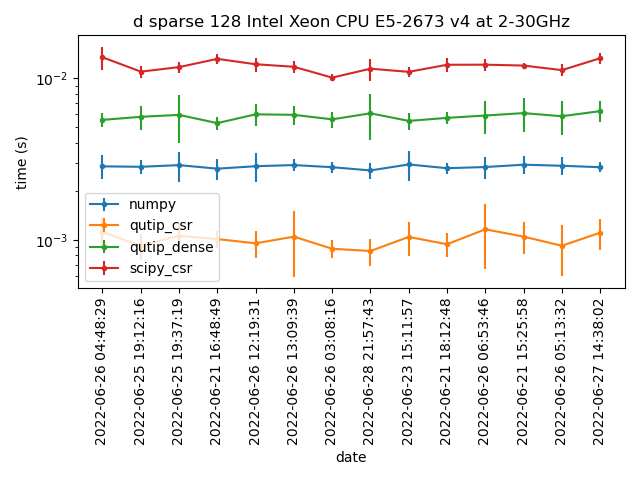 d sparse 128 Intel Xeon CPU E5-2673 v4 at 2-30GHz
time (s)
10⁻²
10⁻³
numpy
qutip_csr
qutip_dense
scipy_csr
2022-06-26 04:48:29
2022-06-25 19:12:16
2022-06-25 19:37:19
2022-06-21 16:48:49
2022-06-26 12:19:31
2022-06-26 13:09:39
2022-06-26 03:08:16
2022-06-28 21:57:43
2022-06-23 15:11:57
2022-06-21 18:12:48
2022-06-26 06:53:46
2022-06-21 15:25:58
2022-06-26 05:13:32
2022-06-27 14:38:02
date